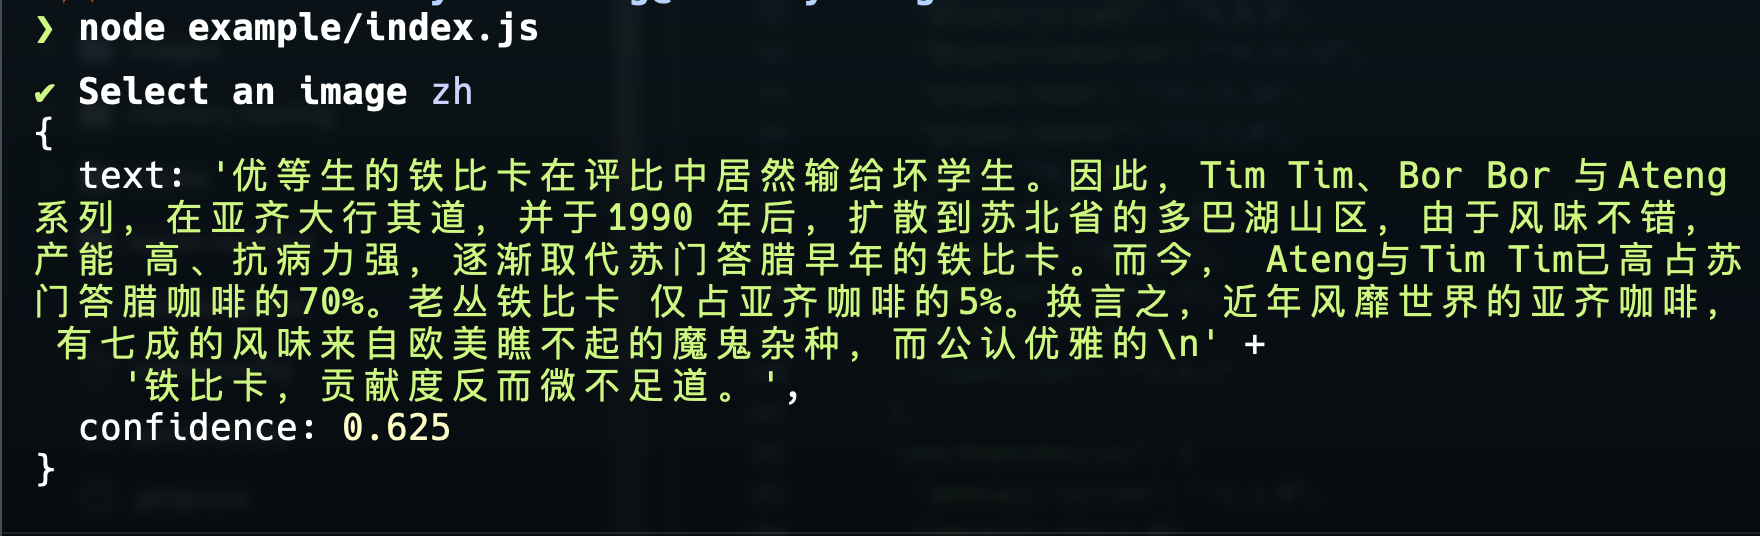 ❯ node example/index.js
✔ Select an image zh
{
  text: '优等生的铁比卡在评比中居然输给坏学生。因此，Tim Tim、Bor Bor 与Ateng
系列，在亚齐大行其道，并于1990 年后，扩散到苏北省的多巴湖山区，由于风味不错，
产能 高、抗病力强，逐渐取代苏门答腊早年的铁比卡。而今， Ateng与Tim Tim已高占苏
门答腊咖啡的70%。老丛铁比卡 仅占亚齐咖啡的5%。换言之，近年风靡世界的亚齐咖啡，
 有七成的风味来自欧美瞧不起的魔鬼杂种，而公认优雅的\n' +
    '铁比卡，贡献度反而微不足道。',
  confidence: 0.625
}